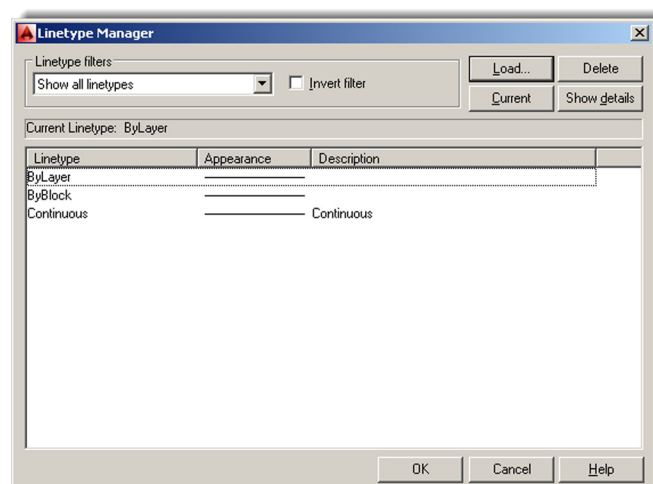 Linetype Manager
Linetype filters
Show all linetypes
Invert filter
Load...
Delete
Current
Show details
Current Linetype: ByLayer
Linetype Appearance Description
ByLayer
ByBlock
Continuous Continuous
OK Cancel Help